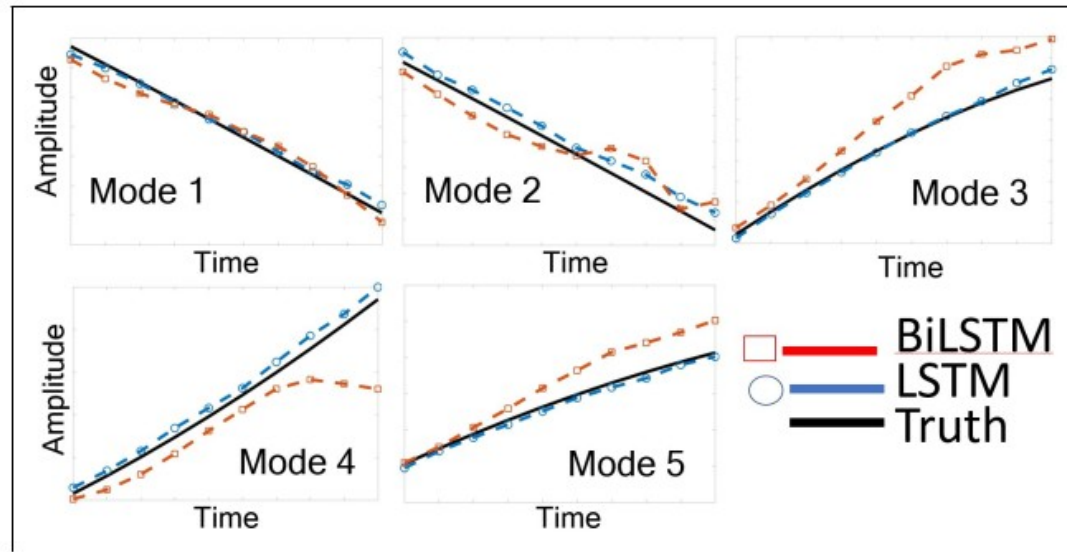 Amplitude
Mode 1
Time
Mode 2
Time
Mode 3
Time
Amplitude
Mode 4
Time
Mode 5
Time
BiLSTM
LSTM
Truth